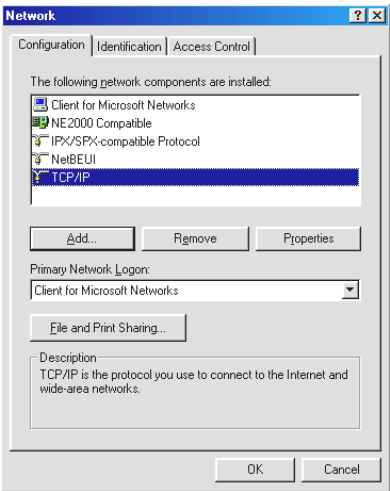 Network
Configuration Identification Access Control
The following network components are installed:
Client for Microsoft Networks
NE2000 Compatible
IPX/SPX-compatible Protocol
NetBEUI
TCP/IP
Add... Remove Properties
Primary Network Logon:
Client for Microsoft Networks
File and Print Sharing...
Description
TCP/IP is the protocol you use to connect to the Internet and
wide-area networks.
OK Cancel